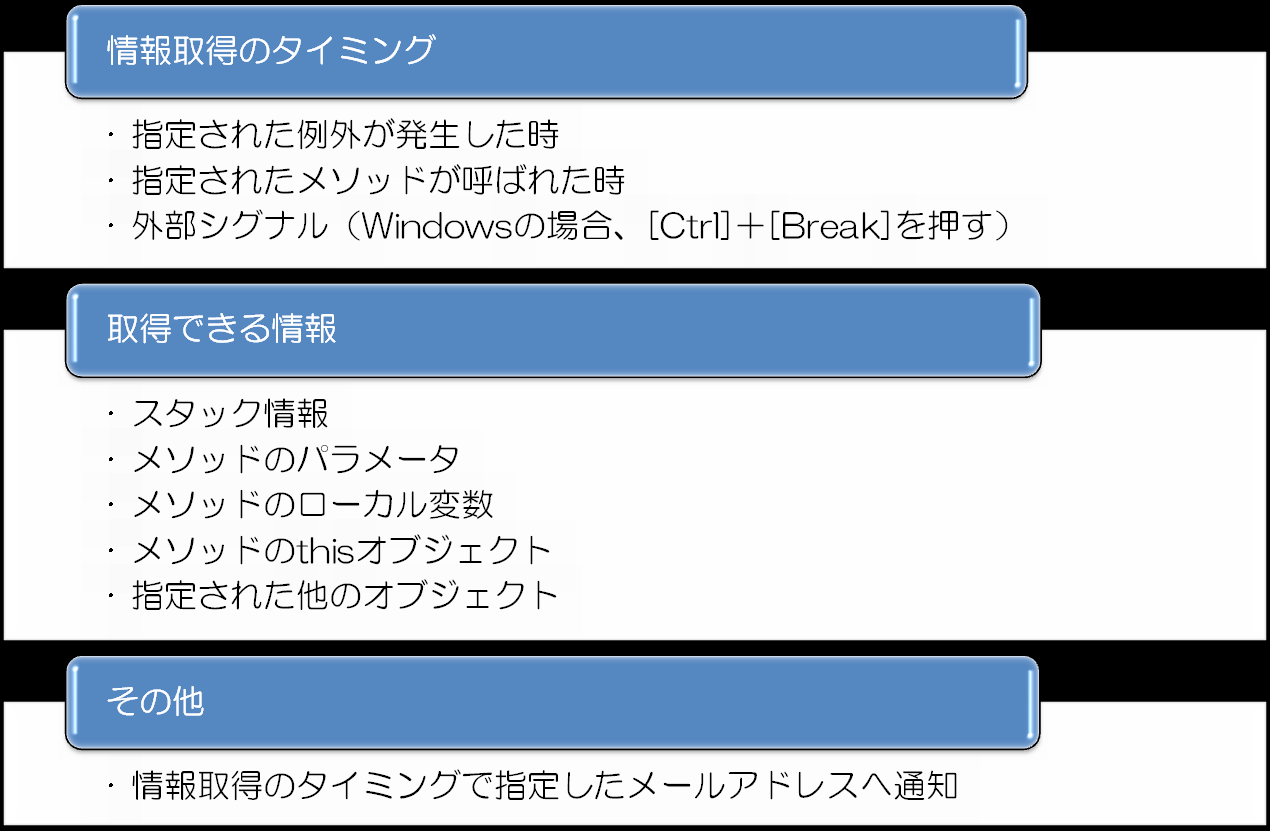 情報取得のタイミング
・指定された例外が発生した時
・指定されたメソッドが呼ばれた時
・外部シグナル（Windowsの場合、[Ctrl]＋[Break]を押す）
取得できる情報
・スタック情報
・メソッドのパラメータ
・メソッドのローカル変数
・メソッドのthisオブジェクト
・指定された他のオブジェクト
その他
・情報取得のタイミングで指定したメールアドレスへ通知